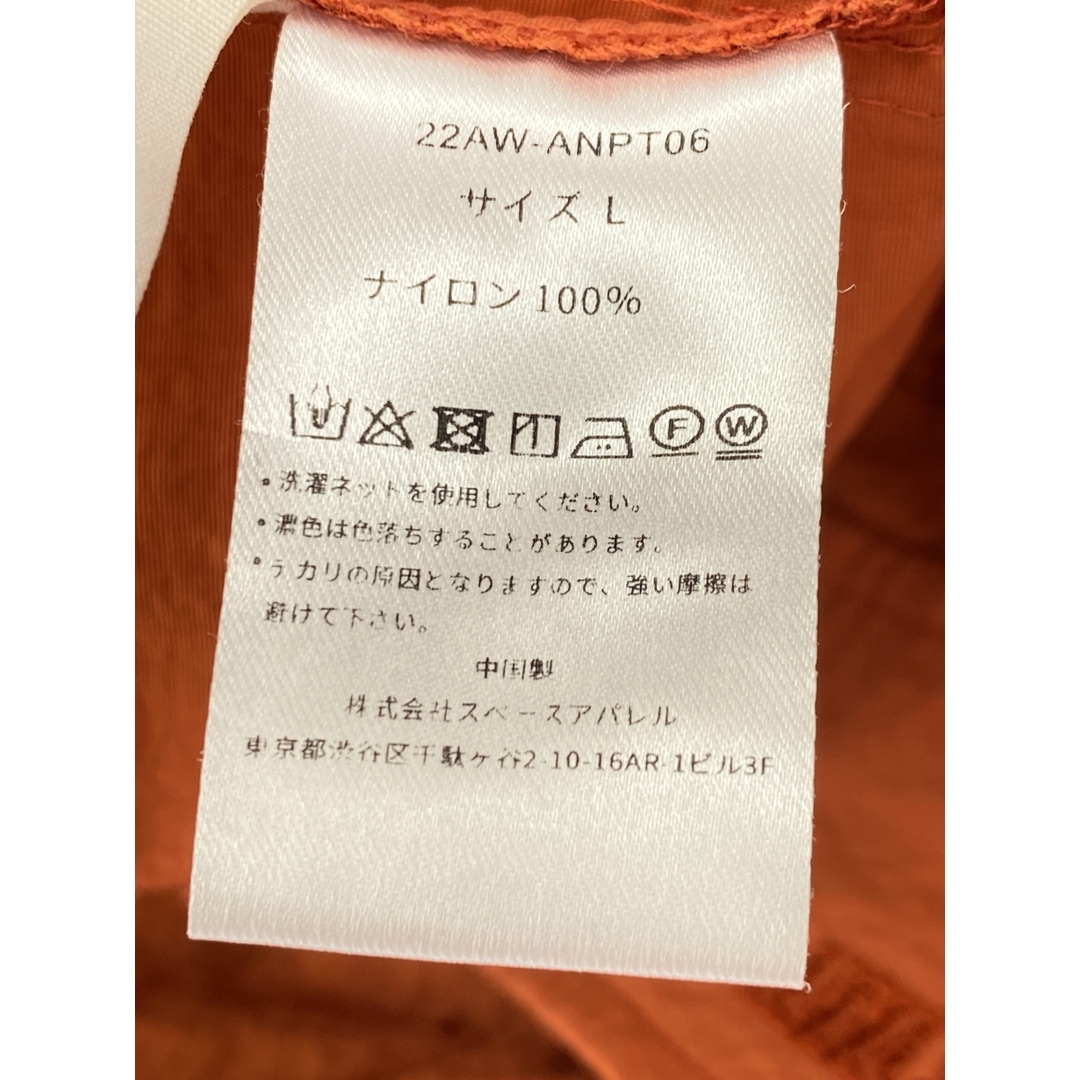 22AW-ANPT06
サイズ L
ナイロン 100%
F W
• 洗濯ネットを使用してください。
• 濃色は色落ちすることがあります。
• テカリの原因となりますので、強い摩擦は
避けて下さい。
中国製
株式会社スペースアパレル
東京都渋谷区千駄ヶ谷2-10-16AR-1ビル3F